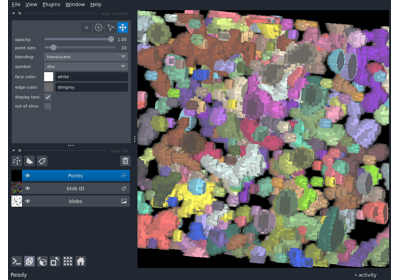 File View Plugins Window Help
opacity: 1.00
point size: 10
blending: translucent
symbol: disc
face color: white
edge color: dimgrey
display text:
out of slice:
Points
blob ID
blobs
Ready
activity